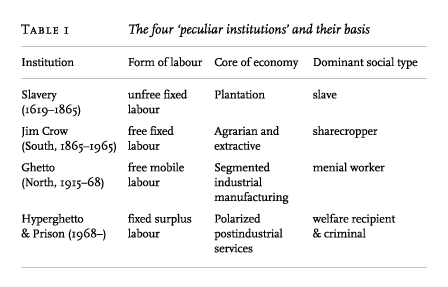 TABLE I The four ‘peculiar institutions’ and their basis
Institution Form of labour Core of economy Dominant social type
Slavery unfree fixed Plantation slave
(1619–1865) labour
Jim Crow free fixed Agrarian and sharecropper
(South, 1865–1965) labour extractive
Ghetto free mobile Segmented menial worker
(North, 1915–68) labour industrial
manufacturing
Hyperghetto fixed surplus Polarized welfare recipient
& Prison (1968–) labour postindustrial & criminal
services